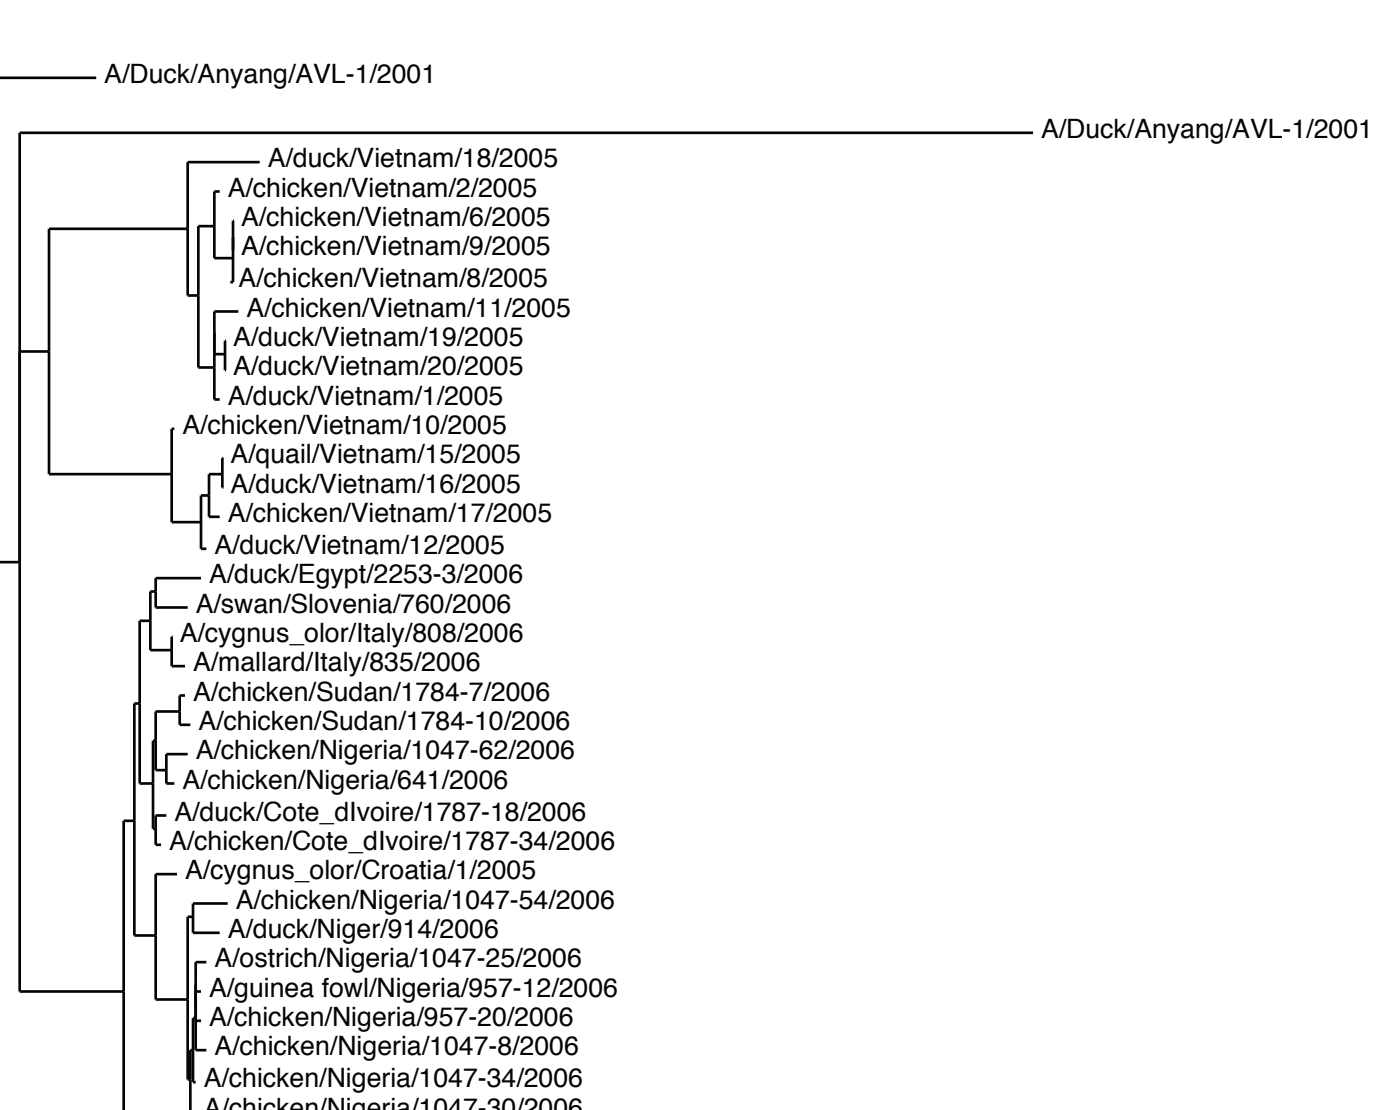 A/Duck/Anyang/AVL-1/2001
A/Duck/Anyang/AVL-1/2001
A/duck/Vietnam/18/2005
A/chicken/Vietnam/2/2005
A/chicken/Vietnam/6/2005
A/chicken/Vietnam/9/2005
A/chicken/Vietnam/8/2005
A/chicken/Vietnam/11/2005
A/duck/Vietnam/19/2005
A/duck/Vietnam/20/2005
A/duck/Vietnam/1/2005
A/chicken/Vietnam/10/2005
A/quail/Vietnam/15/2005
A/duck/Vietnam/16/2005
A/chicken/Vietnam/17/2005
A/duck/Vietnam/12/2005
A/duck/Egypt/2253-3/2006
A/swan/Slovenia/760/2006
A/cygnus_olor/Italy/808/2006
A/mallard/Italy/835/2006
A/chicken/Sudan/1784-7/2006
A/chicken/Sudan/1784-10/2006
A/chicken/Nigeria/1047-62/2006
A/chicken/Nigeria/641/2006
A/duck/Cote_dIvoire/1787-18/2006
A/chicken/Cote_dIvoire/1787-34/2006
A/cygnus_olor/Croatia/1/2005
A/chicken/Nigeria/1047-54/2006
A/duck/Niger/914/2006
A/ostrich/Nigeria/1047-25/2006
A/guinea fowl/Nigeria/957-12/2006
A/chicken/Nigeria/957-20/2006
A/chicken/Nigeria/1047-8/2006
A/chicken/Nigeria/1047-34/2006
A/chicken/Nigeria/1047-30/2006